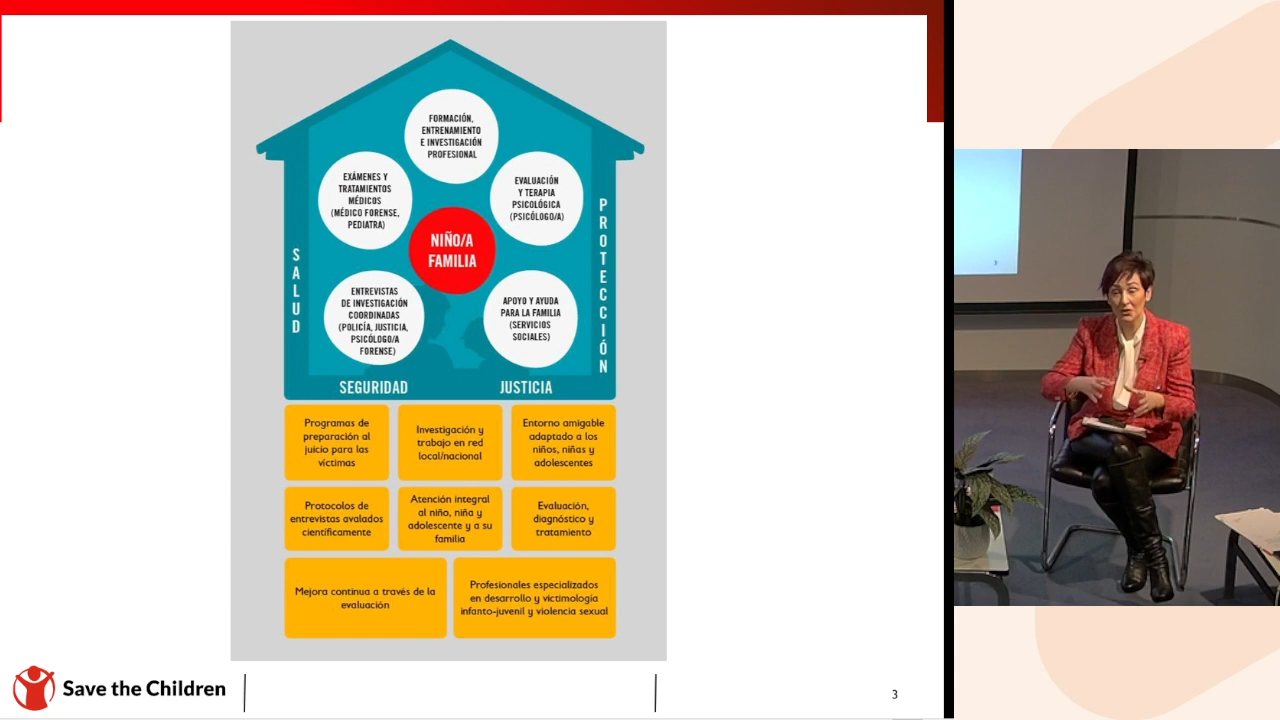 FORMACIÓN,
ENTRENAMIENTO
E INVESTIGACIÓN
PROFESIONAL
EXÁMENES Y
TRATAMIENTOS
MÉDICOS
(MÉDICO FORENSE,
PEDIATRA)
EVALUACIÓN
Y TERAPIA
PSICOLÓGICA
(PSICÓLOGO/A)
NIÑO/A
FAMILIA
ENTREVISTAS
DE INVESTIGACIÓN
COORDINADAS
(POLICÍA, JUSTICIA,
PSICÓLOGO/A
FORENSE)
APOYO Y AYUDA
PARA LA FAMILIA
(SERVICIOS
SOCIALES)
SALUD
PROTECCIÓN
SEGURIDAD
JUSTICIA
Programas de
preparación al
juicio para las
víctimas
Investigación y
trabajo en red
local/nacional
Entorno amigable
adaptado a los
niños, niñas y
adolescentes
Protocolos de
entrevistas avalados
científicamente
Atención integral
al niño, niña y
adolescente y a su
familia
Evaluación,
diagnóstico y
tratamiento
Mejora continua a través de la
evaluación
Profesionales especializados
en desarrollo y victimología
infanto-juvenil y violencia sexual
Save the Children
3
3